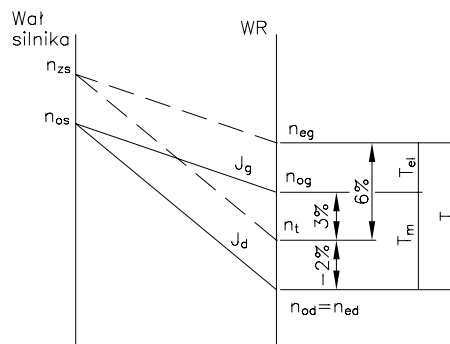 Wał
silnika
WR
n_zs
n_os
n_eg
J_g
n_og
n_t
J_d
n_od=n_ed
3%
6%
-2%
T_el
T_m
T